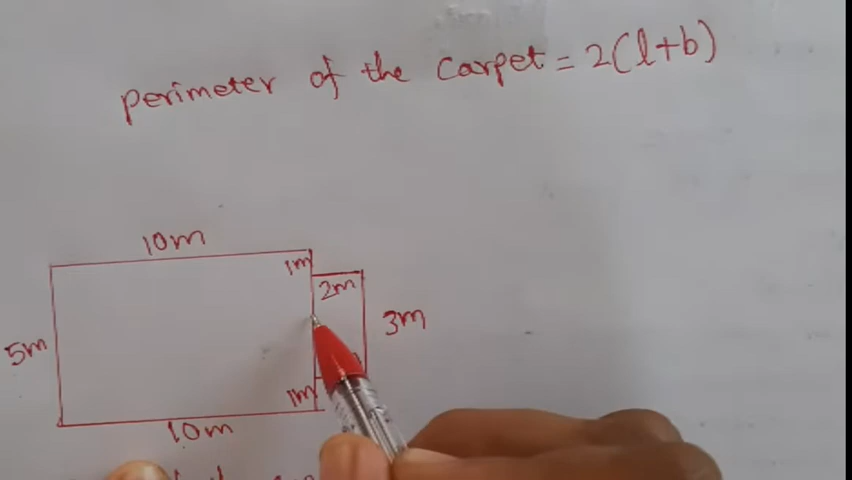 perimeter of the carpet = 2(l+b)
10m
1m
2m
5m
3m
1m
10m